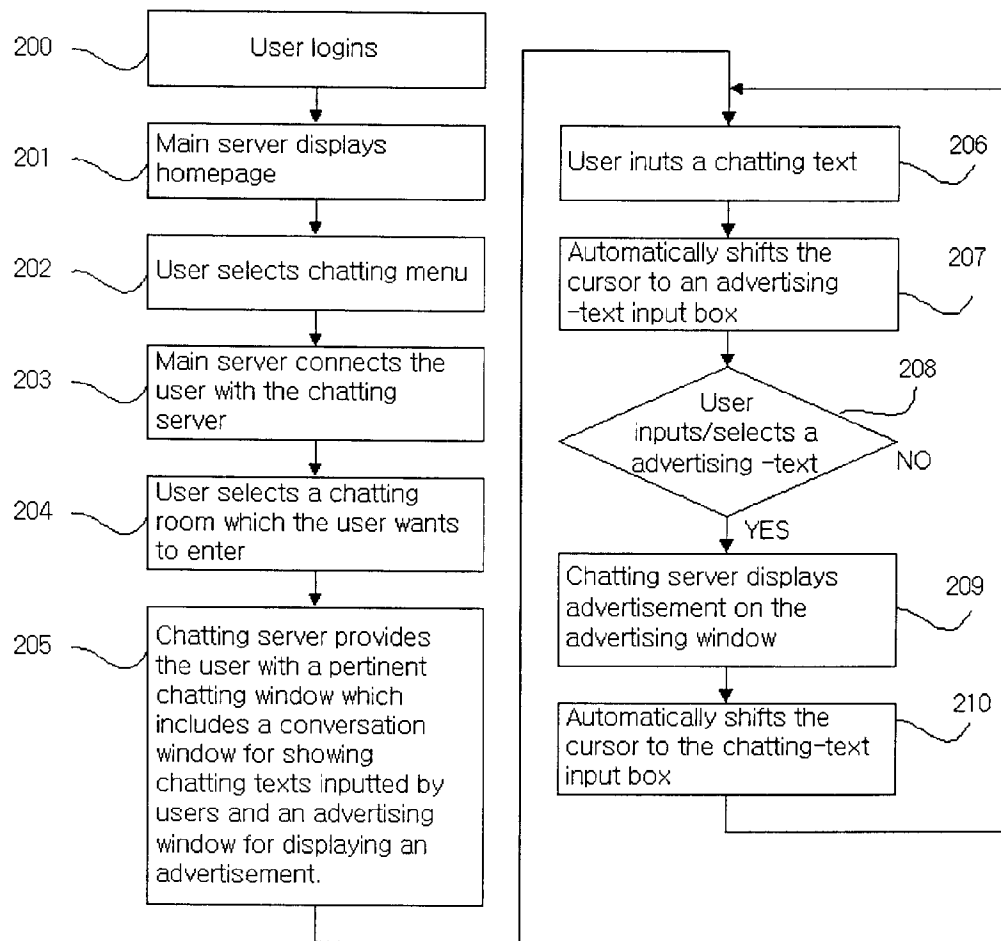 200
User logins
201
Main server displays
homepage
202
User selects chatting menu
203
Main server connects the
user with the chatting
server
204
User selects a chatting
room which the user wants
to enter
205
Chatting server provides
the user with a pertinent
chatting window which
includes a conversation
window for showing
chatting texts inputted by
users and an advertising
window for displaying an
advertisement.
206
User inuts a chatting text
207
Automatically shifts the
cursor to an advertising
-text input box
208
User
inputs/selects a
advertising -text
NO
YES
209
Chatting server displays
advertisement on the
advertising window
210
Automatically shifts the
cursor to the chatting-text
input box